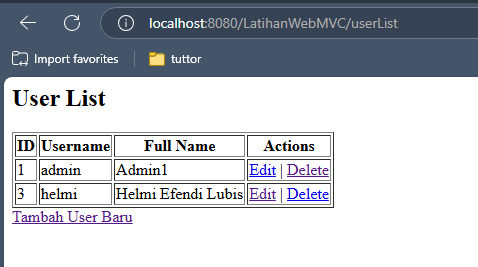 localhost:8080/LatihanWebMVC/userList
Import favorites tuttor
User List
ID Username Full Name Actions
1 admin Admin1 Edit | Delete
3 helmi Helmi Efendi Lubis Edit | Delete
Tambah User Baru